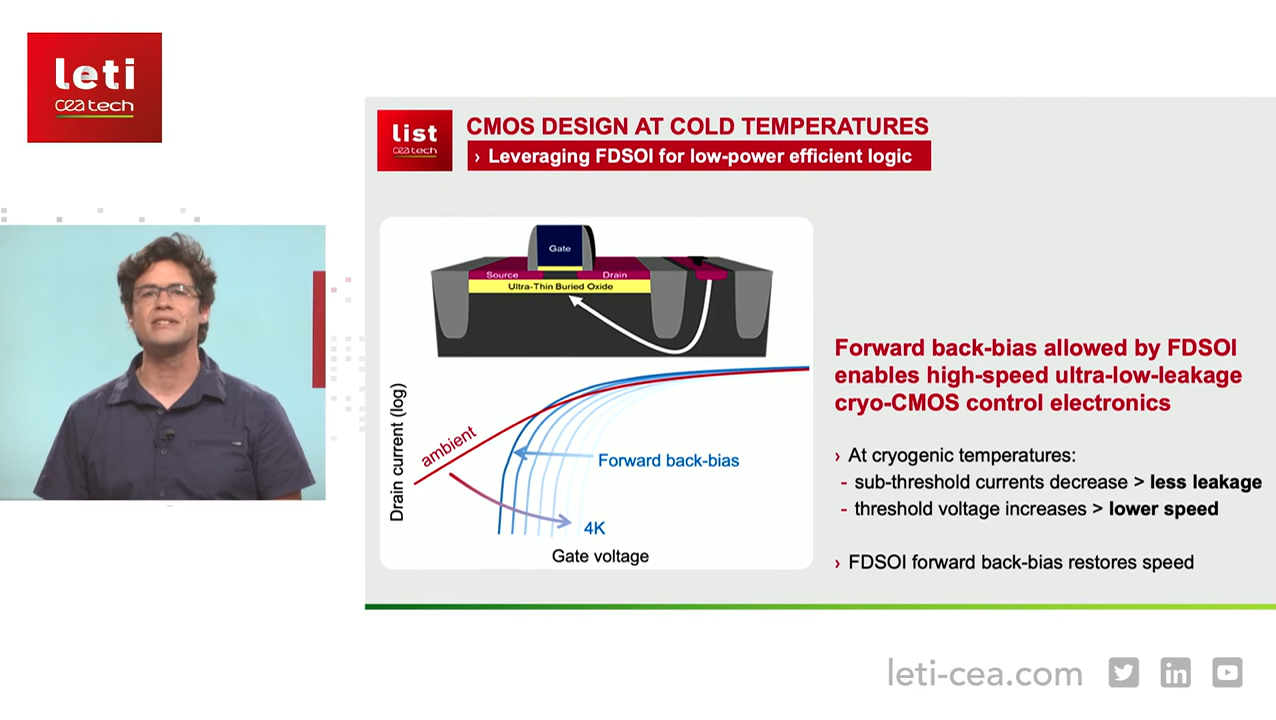 leti
cea tech
list
cea tech
CMOS DESIGN AT COLD TEMPERATURES
› Leveraging FDSOI for low-power efficient logic
Gate
Source
Drain
Ultra-Thin Buried Oxide
Drain current (log)
ambient
Forward back-bias
4K
Gate voltage
Forward back-bias allowed by FDSOI
enables high-speed ultra-low-leakage
cryo-CMOS control electronics
› At cryogenic temperatures:
- sub-threshold currents decrease > less leakage
- threshold voltage increases > lower speed
› FDSOI forward back-bias restores speed
leti-cea.com
in